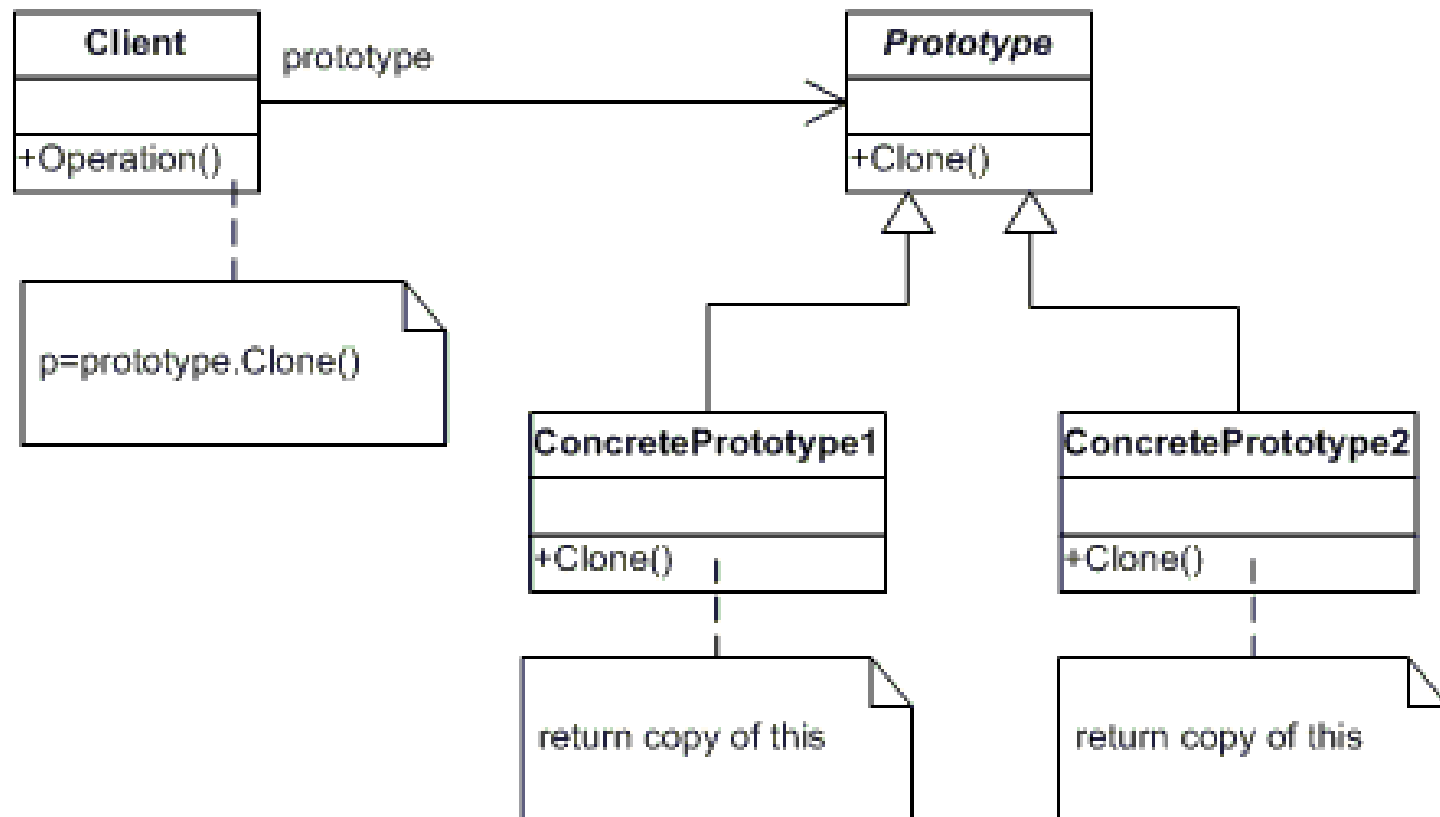 Client
prototype
Prototype
+Operation()
+Clone()
p=prototype.Clone()
ConcretePrototype1
ConcretePrototype2
+Clone()
+Clone()
return copy of this
return copy of this